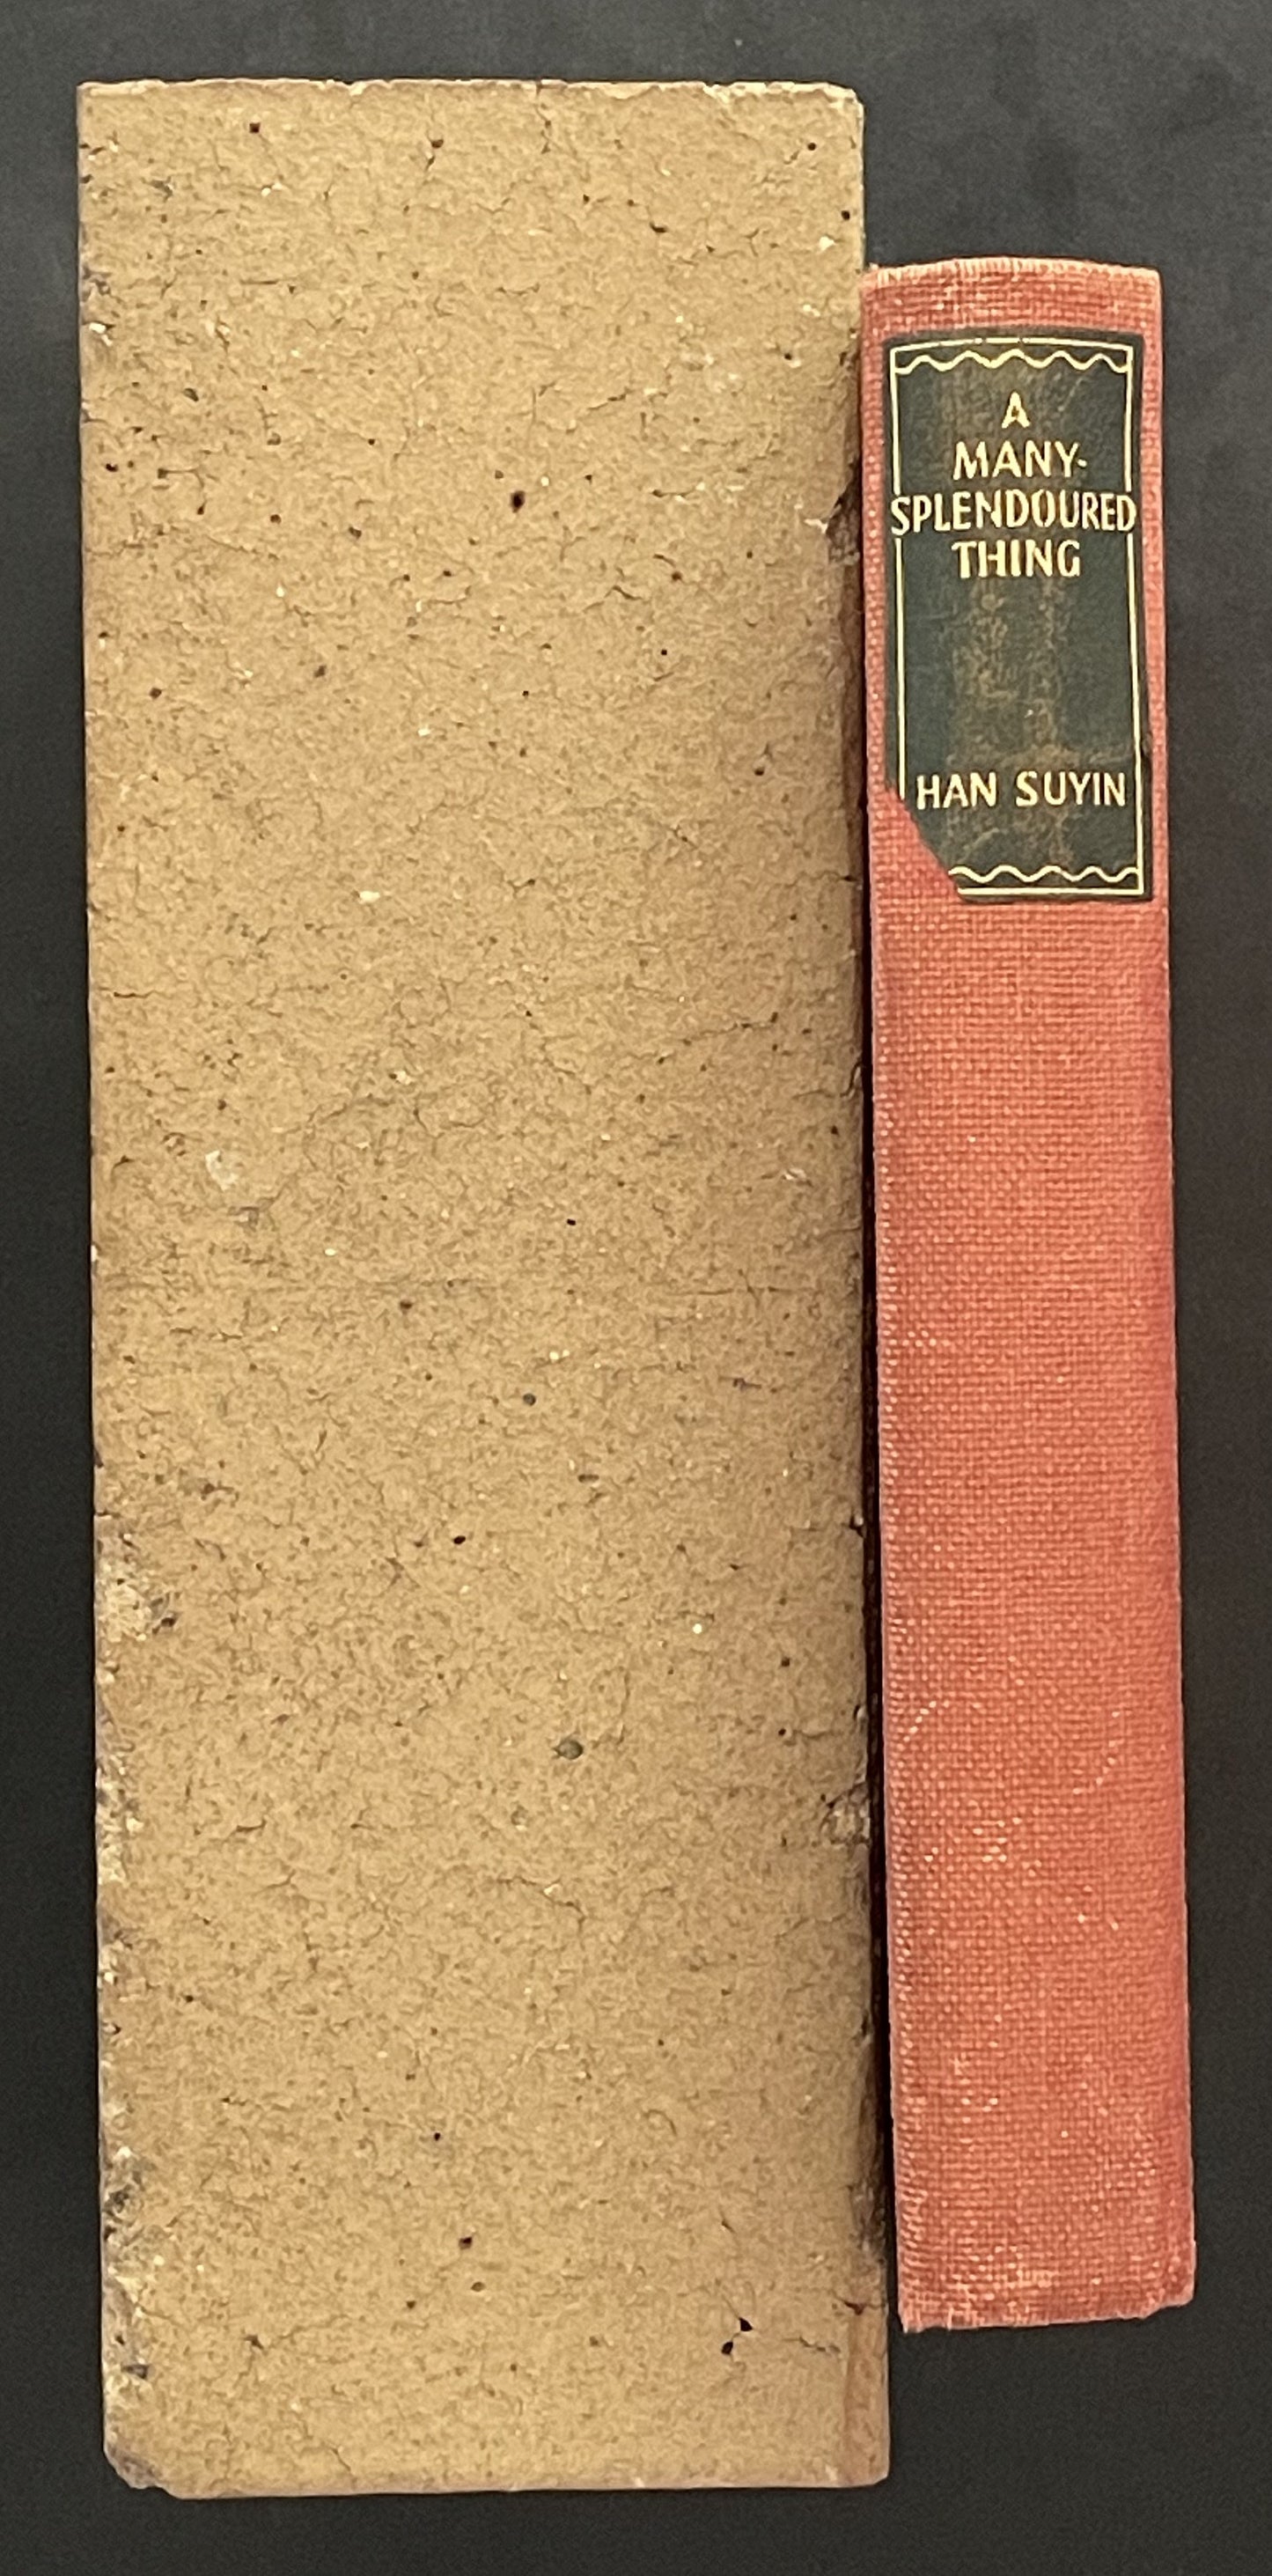 A
MANY-
SPLENDOURED
THING
HAN SUYIN